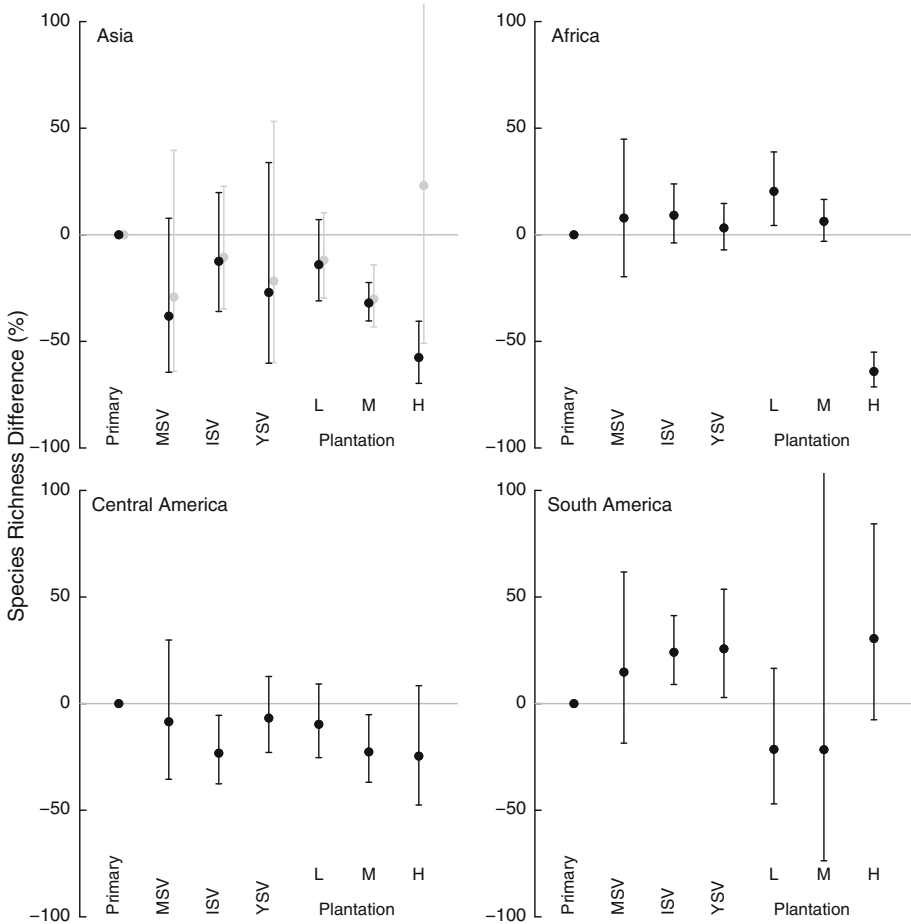 Species Richness Difference (%)
Asia
100
50
0
−50
−100
Primary
MSV
ISV
YSV
L
M
H
Plantation
Africa
100
50
0
−50
−100
Primary
MSV
ISV
YSV
L
M
H
Plantation
Central America
100
50
0
−50
−100
Primary
MSV
ISV
YSV
L
M
H
Plantation
South America
100
50
0
−50
−100
Primary
MSV
ISV
YSV
L
M
H
Plantation